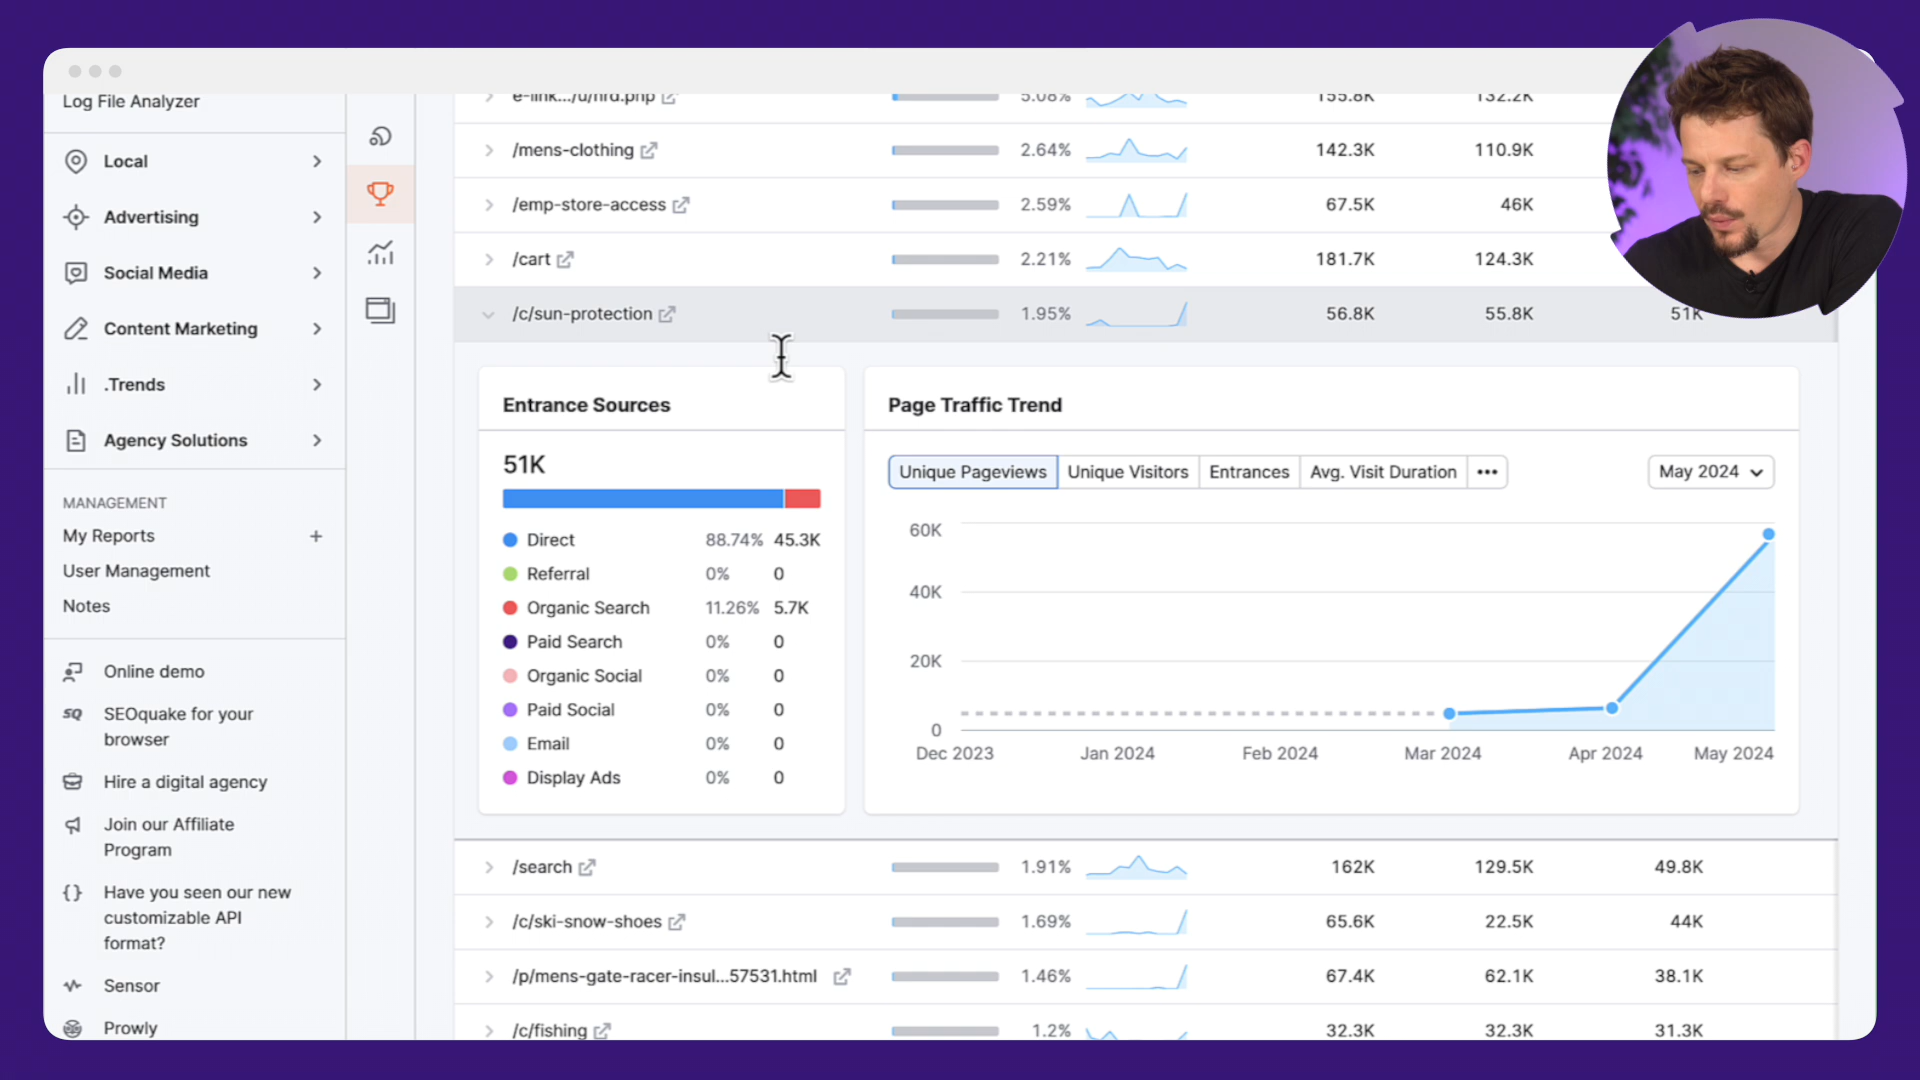 Log File Analyzer
Local
Advertising
Social Media
Content Marketing
.Trends
Agency Solutions
MANAGEMENT
My Reports +
User Management
Notes
Online demo
SEOquake for your
browser
Hire a digital agency
Join our Affiliate
Program
Have you seen our new
customizable API
format?
Sensor
Prowly
e-link.../u/nrd.php 5.08% 155.8K 132.2K
/mens-clothing 2.64% 142.3K 110.9K
/emp-store-access 2.59% 67.5K 46K
/cart 2.21% 181.7K 124.3K
/c/sun-protection 1.95% 56.8K 55.8K 51K
Entrance Sources
51K
Direct 88.74% 45.3K
Referral 0% 0
Organic Search 11.26% 5.7K
Paid Search 0% 0
Organic Social 0% 0
Paid Social 0% 0
Email 0% 0
Display Ads 0% 0
Page Traffic Trend
Unique Pageviews Unique Visitors Entrances Avg. Visit Duration ••• May 2024
60K
40K
20K
0
Dec 2023 Jan 2024 Feb 2024 Mar 2024 Apr 2024 May 2024
/search 1.91% 162K 129.5K 49.8K
/c/ski-snow-shoes 1.69% 65.6K 22.5K 44K
/p/mens-gate-racer-insul...57531.html 1.46% 67.4K 62.1K 38.1K
/c/fishing 1.2% 32.3K 32.3K 31.3K